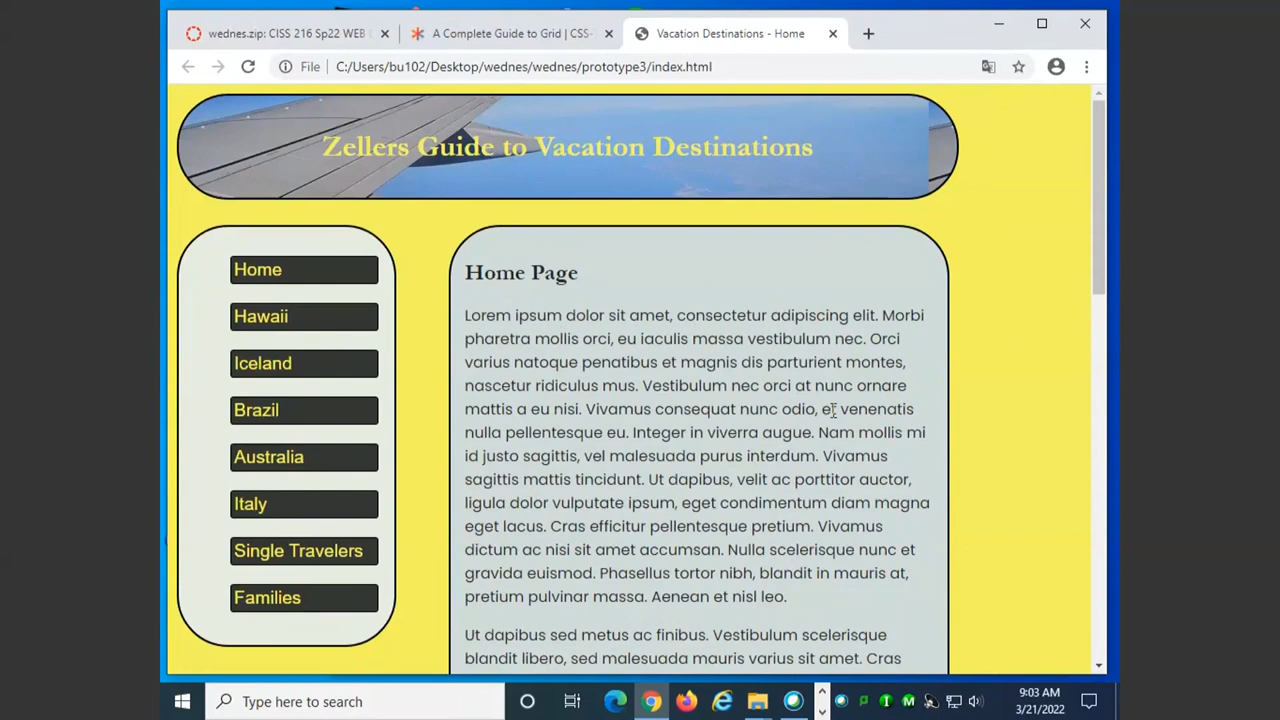 wednes.zip: CISS 216 Sp22 WEB
A Complete Guide to Grid | CSS-
Vacation Destinations - Home
File
C:/Users/bu102/Desktop/wednes/wednes/prototype3/index.html
Zellers Guide to Vacation Destinations
Home
Hawaii
Iceland
Brazil
Australia
Italy
Single Travelers
Families
Home Page
Lorem ipsum dolor sit amet, consectetur adipiscing elit. Morbi
pharetra mollis orci, eu iaculis massa vestibulum nec. Orci
varius natoque penatibus et magnis dis parturient montes,
nascetur ridiculus mus. Vestibulum nec orci at nunc ornare
mattis a eu nisi. Vivamus consequat nunc odio, et venenatis
nulla pellentesque eu. Integer in viverra augue. Nam mollis mi
id justo sagittis, vel malesuada purus interdum. Vivamus
sagittis mattis tincidunt. Ut dapibus, velit ac porttitor auctor,
ligula dolor vulputate ipsum, eget condimentum diam magna
eget lacus. Cras efficitur pellentesque pretium. Vivamus
dictum ac nisi sit amet accumsan. Nulla scelerisque nunc et
gravida euismod. Phasellus tortor nibh, blandit in mauris at,
pretium pulvinar massa. Aenean et nisl leo.
Ut dapibus sed metus ac finibus. Vestibulum scelerisque
blandit libero, sed malesuada mauris varius sit amet. Cras
Type here to search
9:03 AM
3/21/2022